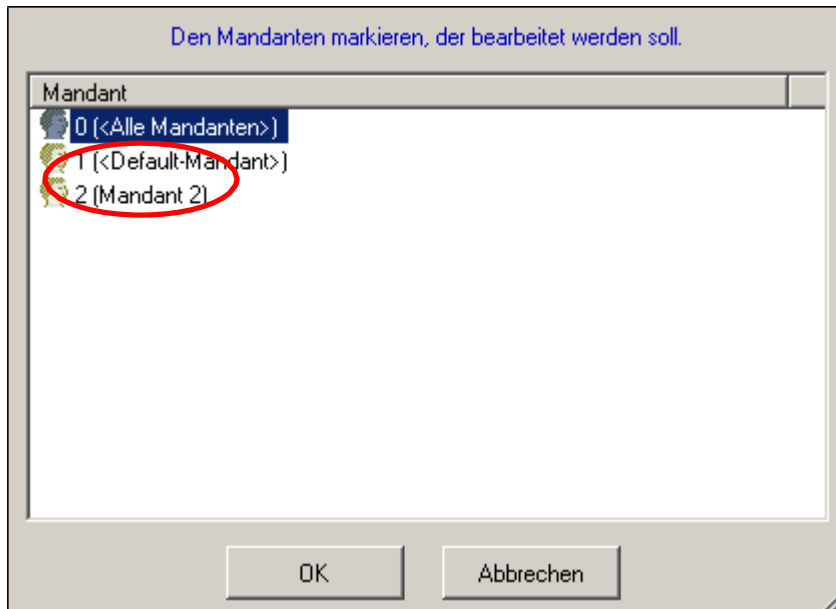 Den Mandanten markieren, der bearbeitet werden soll.
Mandant
0 (<Alle Mandanten>)
1 (<Default-Mandant>)
2 (Mandant 2)
OK
Abbrechen